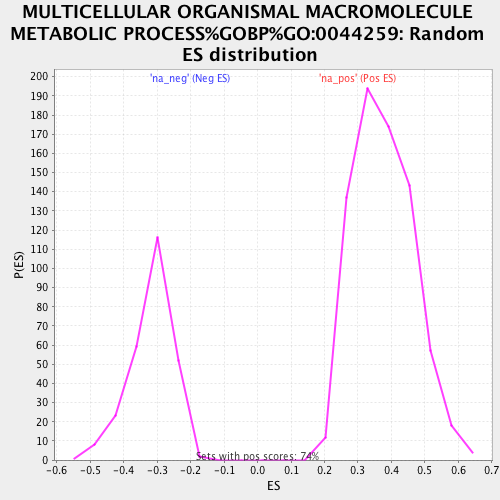 MULTICELLULAR ORGANISMAL MACROMOLECULE
METABOLIC PROCESS%GOBP%GO:0044259: Random
ES distribution
'na_neg' (Neg ES) 'na_pos' (Pos ES)
200
190
180
170
160
150
140
130
120
110
100
90
80
70
60
50
40
30
20
10
0
P(ES)
Sets with pos scores: 74%
-0.6 -0.5 -0.4 -0.3 -0.2 -0.1 0.0 0.1 0.2 0.3 0.4 0.5 0.6 0.7
ES